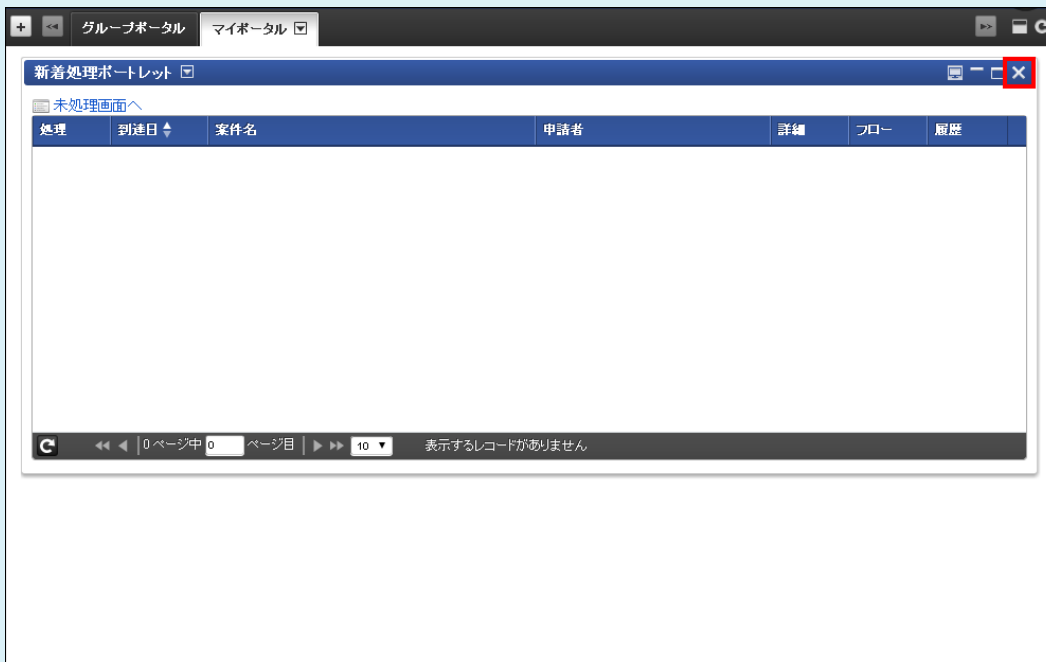 グループポータル マイポータル
新着処理ポートレット
未処理画面へ
処理 到達日 案件名 申請者 詳細 フロー 履歴
0 ページ中 0 ページ目 10 表示するレコードがありません